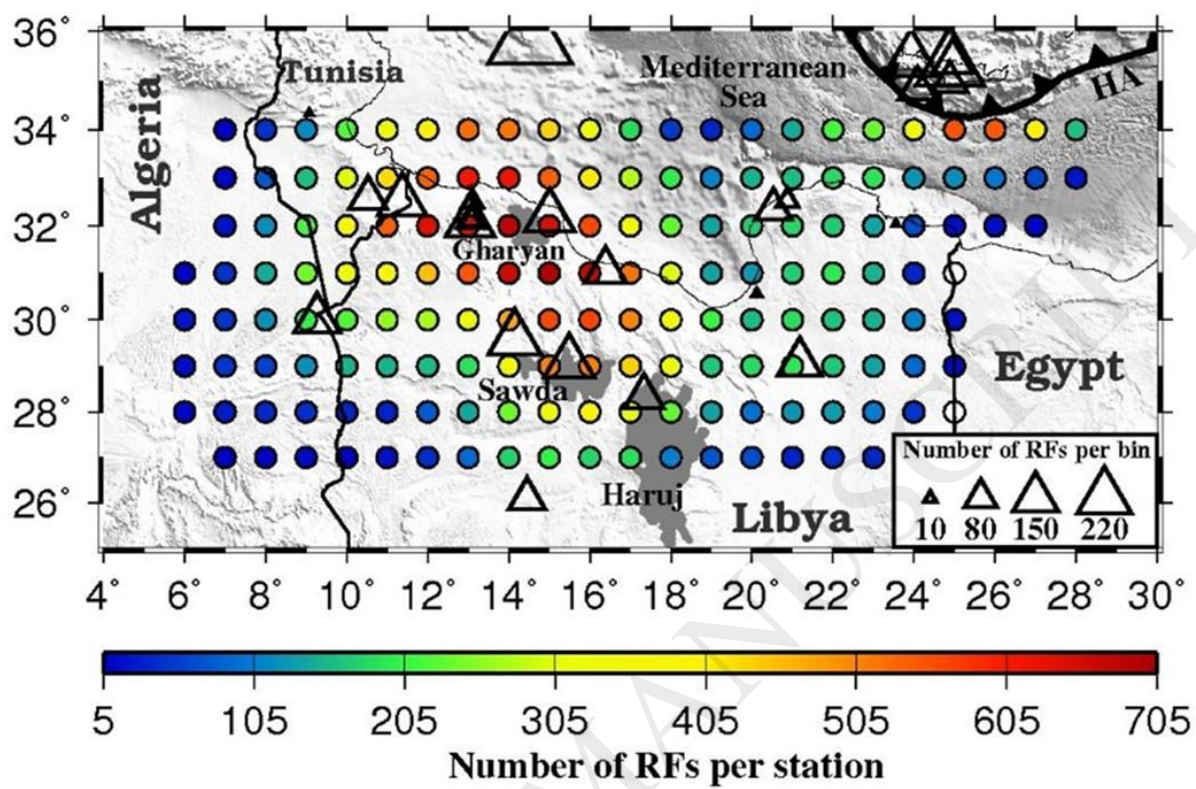 36°
34°
32°
30°
28°
26°
Algeria
Tunisia
Mediterranean
Sea
HA
Gharyan
Sawda
Haruj
Egypt
Libya
Number of RFs per bin
10 80 150 220
4° 6° 8° 10° 12° 14° 16° 18° 20° 22° 24° 26° 28° 30°
5 105 205 305 405 505 605 705
Number of RFs per station
MANUSCRIPT